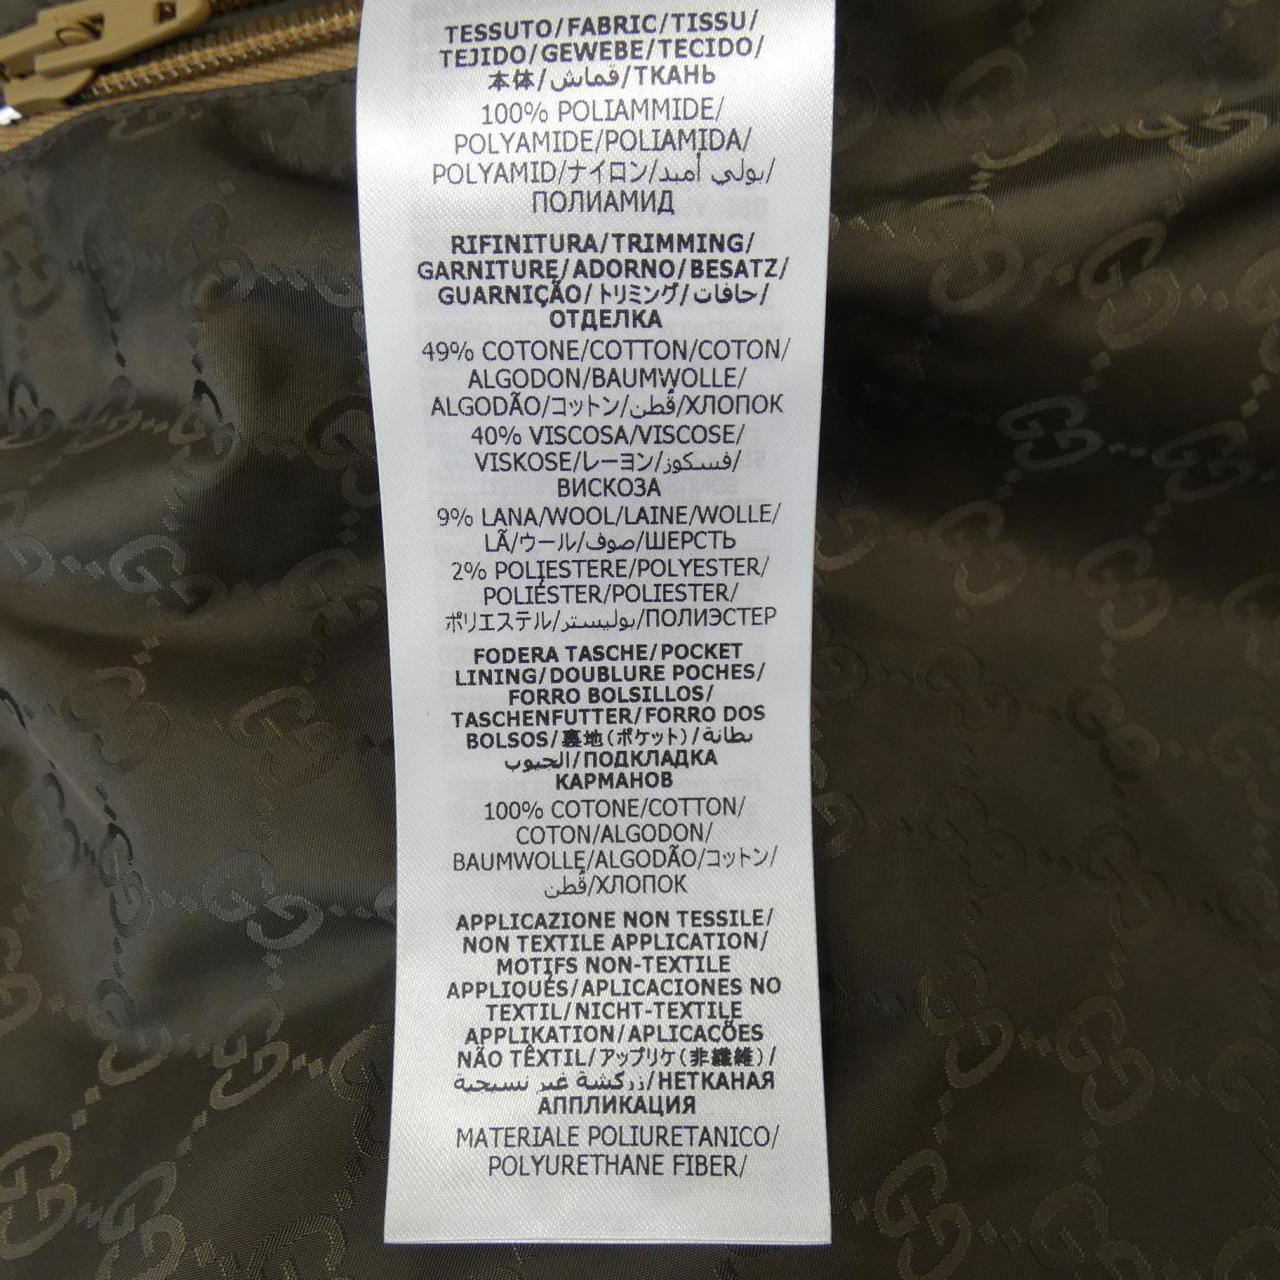 TESSUTO/FABRIC/TISSU/
TEJIDO/GEWEBE/TECIDO/
本体/قماش/ТКАНЬ
100% POLIAMMIDE/
POLYAMIDE/POLIAMIDA/
POLYAMID/ナイロン/بولي أميد/
ПОЛИАМИД
RIFINITURA/TRIMMING/
GARNITURE/ADORNO/BESATZ/
GUARNIÇÃO/トリミング/حافات/
ОТДЕЛКА
49% COTONE/COTTON/COTON/
ALGODON/BAUMWOLLE/
ALGODÃO/コットン/قُطن/ХЛОПОК
40% VISCOSA/VISCOSE/
VISKOSE/レーヨン/فسكوز/
ВИСКОЗА
9% LANA/WOOL/LAINE/WOLLE/
LÃ/ウール/صوف/ШЕРСТЬ
2% POLIESTERE/POLYESTER/
POLIÉSTER/POLIESTER/
ポリエステル/بوليستر/ПОЛИЭСТЕР
FODERA TASCHE/POCKET
LINING/DOUBLURE POCHES/
FORRO BOLSILLOS/
TASCHENFUTTER/FORRO DOS
BOLSOS/裏地(ポケット)/بطانة
الجيوب/ПОДКЛАДКА
КАРМАНОВ
100% COTONE/COTTON/
COTON/ALGODON/
BAUMWOLLE/ALGODÃO/コットン/
قُطن/ХЛОПОК
APPLICAZIONE NON TESSILE/
NON TEXTILE APPLICATION/
MOTIFS NON-TEXTILE
APPLIQUÉS/APLICACIONES NO
TEXTIL/NICHT-TEXTILE
APPLIKATION/APLICAÇÕES
NÃO TÊXTIL/アップリケ(非繊維)/
زركشة غير نسيجية/НЕТКАНАЯ
АППЛИКАЦИЯ
MATERIALE POLIURETANICO/
POLYURETHANE FIBER/